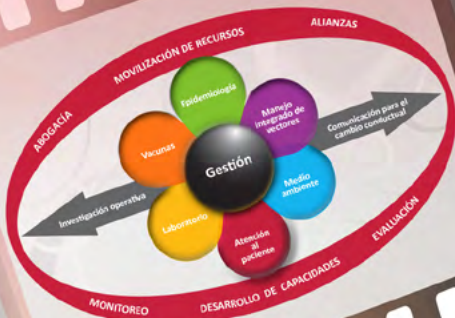 ABOGACÍA
MOVILIZACIÓN DE RECURSOS
ALIANZAS
Epidemiología
Manejo
integrado de
vectores
Comunicación para el
cambio conductual
Vacunas
Gestión
Medio
ambiente
Investigación operativa
Laboratorio
Atención
al
paciente
MONITOREO
DESARROLLO DE CAPACIDADES
EVALUACIÓN